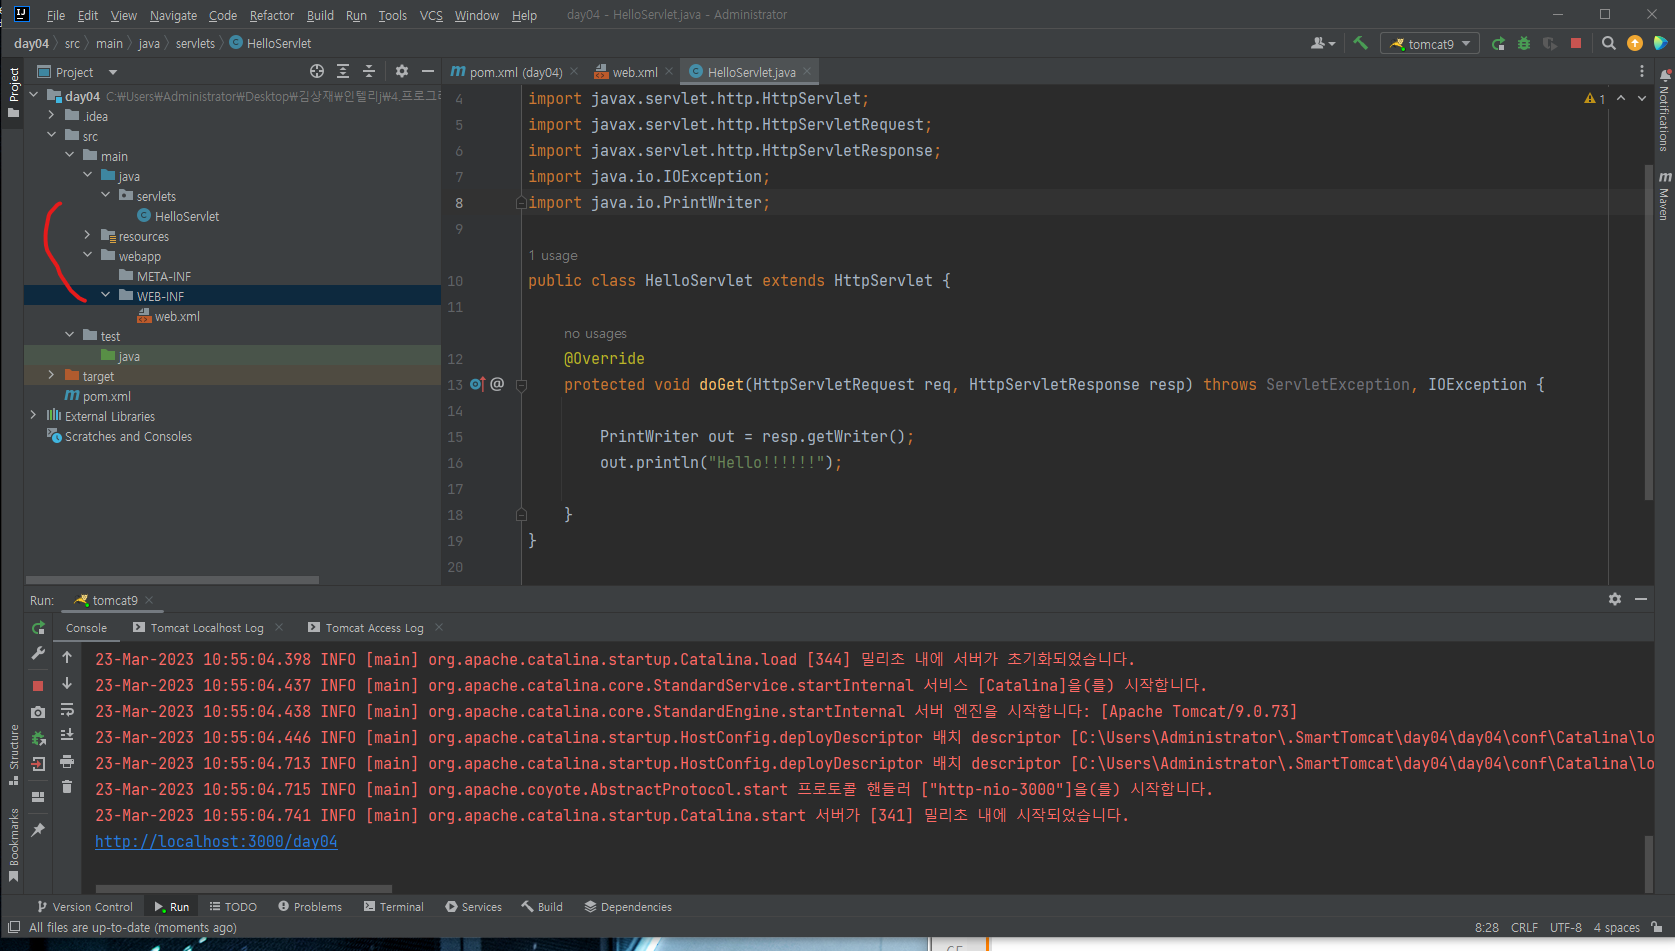 File Edit View Navigate Code Refactor Build Run Tools VCS Window Help day04 - HelloServlet.java - Administrator
day04 src main java servlets HelloServlet tomcat9
Project
pom.xml (day04) web.xml HelloServlet.java
Project
day04 C:₩Users₩Administrator₩Desktop₩김상재₩인텔리j₩4.프로그러
.idea
src
main
java
servlets
HelloServlet
resources
webapp
META-INF
WEB-INF
web.xml
test
java
target
pom.xml
External Libraries
Scratches and Consoles
4 import javax.servlet.http.HttpServlet;
5 import javax.servlet.http.HttpServletRequest;
6 import javax.servlet.http.HttpServletResponse;
7 import java.io.IOException;
8 import java.io.PrintWriter;
9
1 usage
10 public class HelloServlet extends HttpServlet {
11
no usages
12 @Override
13 protected void doGet(HttpServletRequest req, HttpServletResponse resp) throws ServletException, IOException {
14
15 PrintWriter out = resp.getWriter();
16 out.println("Hello!!!!!!");
17
18 }
19 }
20
1
Notifications
Maven
Run: tomcat9
Console Tomcat Localhost Log Tomcat Access Log
23-Mar-2023 10:55:04.398 INFO [main] org.apache.catalina.startup.Catalina.load [344] 밀리초 내에 서버가 초기화되었습니다.
23-Mar-2023 10:55:04.437 INFO [main] org.apache.catalina.core.StandardService.startInternal 서비스 [Catalina]을(를) 시작합니다.
23-Mar-2023 10:55:04.438 INFO [main] org.apache.catalina.core.StandardEngine.startInternal 서버 엔진을 시작합니다: [Apache Tomcat/9.0.73]
23-Mar-2023 10:55:04.446 INFO [main] org.apache.catalina.startup.HostConfig.deployDescriptor 배치 descriptor [C:\Users\Administrator\.SmartTomcat\day04\day04\conf\Catalina\lo
23-Mar-2023 10:55:04.713 INFO [main] org.apache.catalina.startup.HostConfig.deployDescriptor 배치 descriptor [C:\Users\Administrator\.SmartTomcat\day04\day04\conf\Catalina\lo
23-Mar-2023 10:55:04.715 INFO [main] org.apache.coyote.AbstractProtocol.start 프로토콜 핸들러 ["http-nio-3000"]을(를) 시작합니다.
23-Mar-2023 10:55:04.741 INFO [main] org.apache.catalina.startup.Catalina.start 서버가 [341] 밀리초 내에 시작되었습니다.
http://localhost:3000/day04
Structure
Bookmarks
Version Control Run TODO Problems Terminal Services Build Dependencies
All files are up-to-date (moments ago) 8:28 CRLF UTF-8 4 spaces